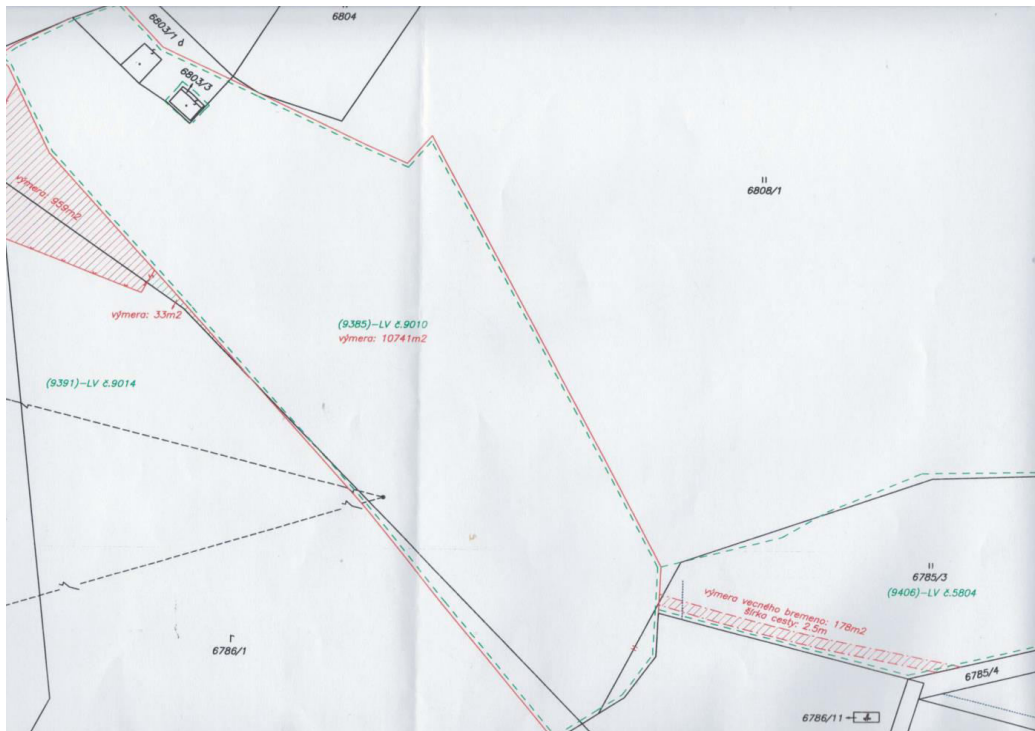 6804
6803/1
6803/3
6808/1
výmera: 959m2
výmera: 33m2
(9385)-LV č.9010
výmera: 10741m2
(9391)-LV č.9014
6785/3
(9406)-LV č.5804
výmera vecného bremeno: 178m2
šírka cesty: 2.5m
6786/1
6785/4
6786/11